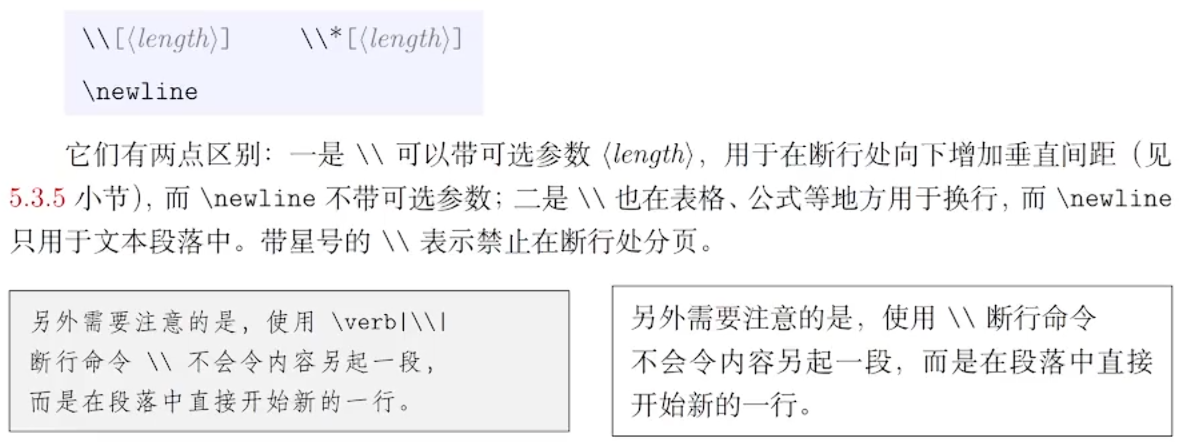 \\[⟨length⟩] \\*[⟨length⟩]
\newline
它们有两点区别：一是 \\ 可以带可选参数 ⟨length⟩，用于在断行处向下增加垂直间距（见
5.3.5 小节），而 \newline 不带可选参数；二是 \\ 也在表格、公式等地方用于换行，而 \newline
只用于文本段落中。带星号的 \\ 表示禁止在断行处分页。
另外需要注意的是，使用 \verb|\\|
断行命令 \\ 不会令内容另起一段，
而是在段落中直接开始新的一行。
另外需要注意的是，使用 \\ 断行命令
不会令内容另起一段，而是在段落中直接
开始新的一行。